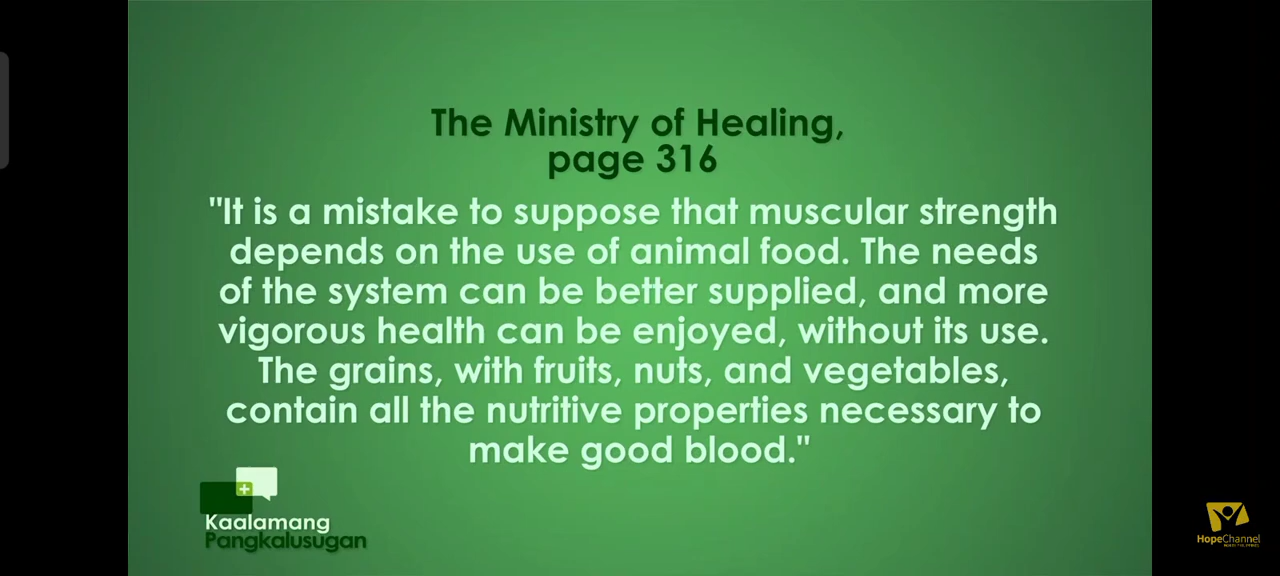 The Ministry of Healing,
page 316
"It is a mistake to suppose that muscular strength
depends on the use of animal food. The needs
of the system can be better supplied, and more
vigorous health can be enjoyed, without its use.
The grains, with fruits, nuts, and vegetables,
contain all the nutritive properties necessary to
make good blood."
Kaalamang
Pangkalusugan
HopeChannel